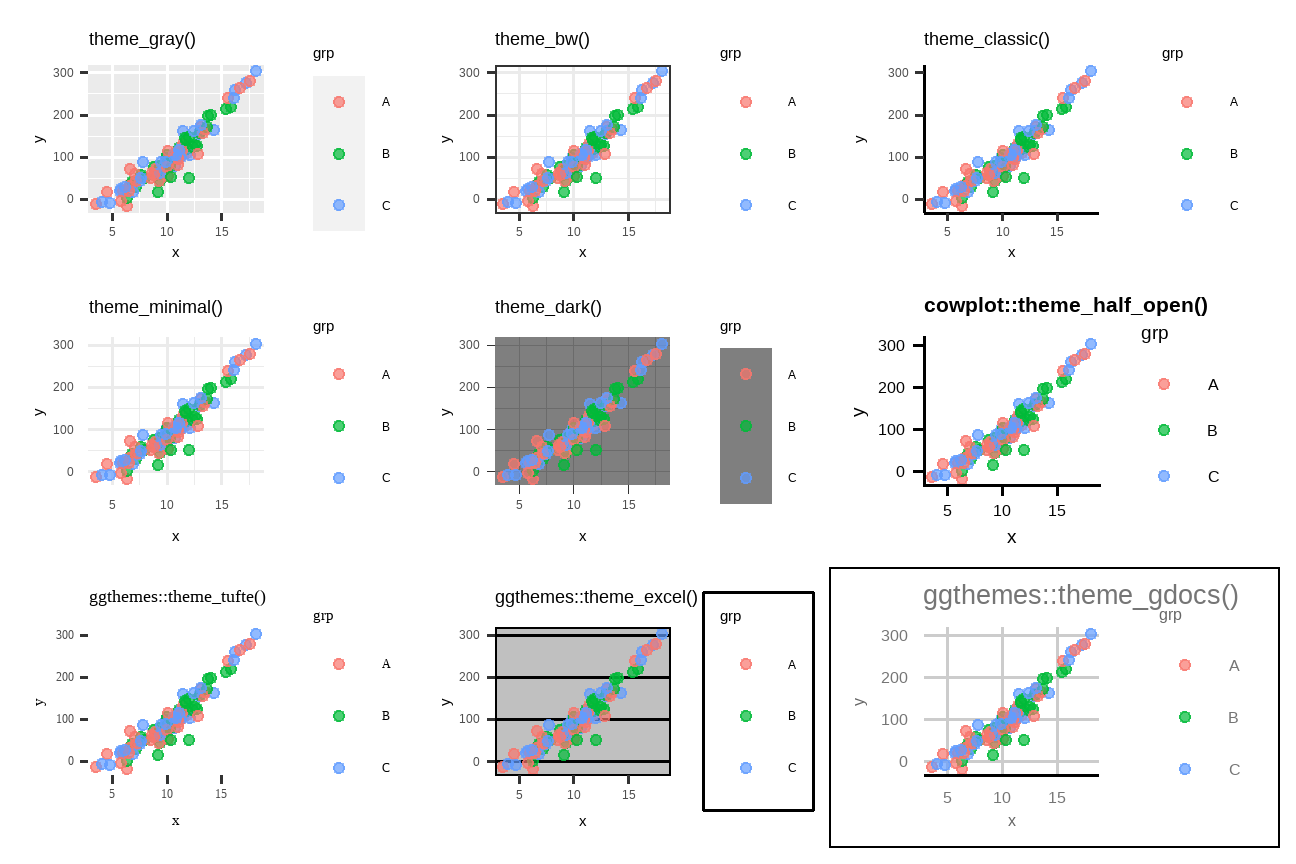 theme_gray()
grp
300
200
100
0
y
A
B
C
5
10
15
x
theme_bw()
grp
300
200
100
0
y
A
B
C
5
10
15
x
theme_classic()
grp
300
200
100
0
y
A
B
C
5
10
15
x
theme_minimal()
grp
300
200
100
0
y
A
B
C
5
10
15
x
theme_dark()
grp
300
200
100
0
y
A
B
C
5
10
15
x
cowplot::theme_half_open()
grp
300
200
100
0
y
A
B
C
5
10
15
x
ggthemes::theme_tufte()
grp
300
200
100
0
y
A
B
C
5
10
15
x
ggthemes::theme_excel()
grp
300
200
100
0
y
A
B
C
5
10
15
x
ggthemes::theme_gdocs()
grp
300
200
100
0
y
A
B
C
5
10
15
x